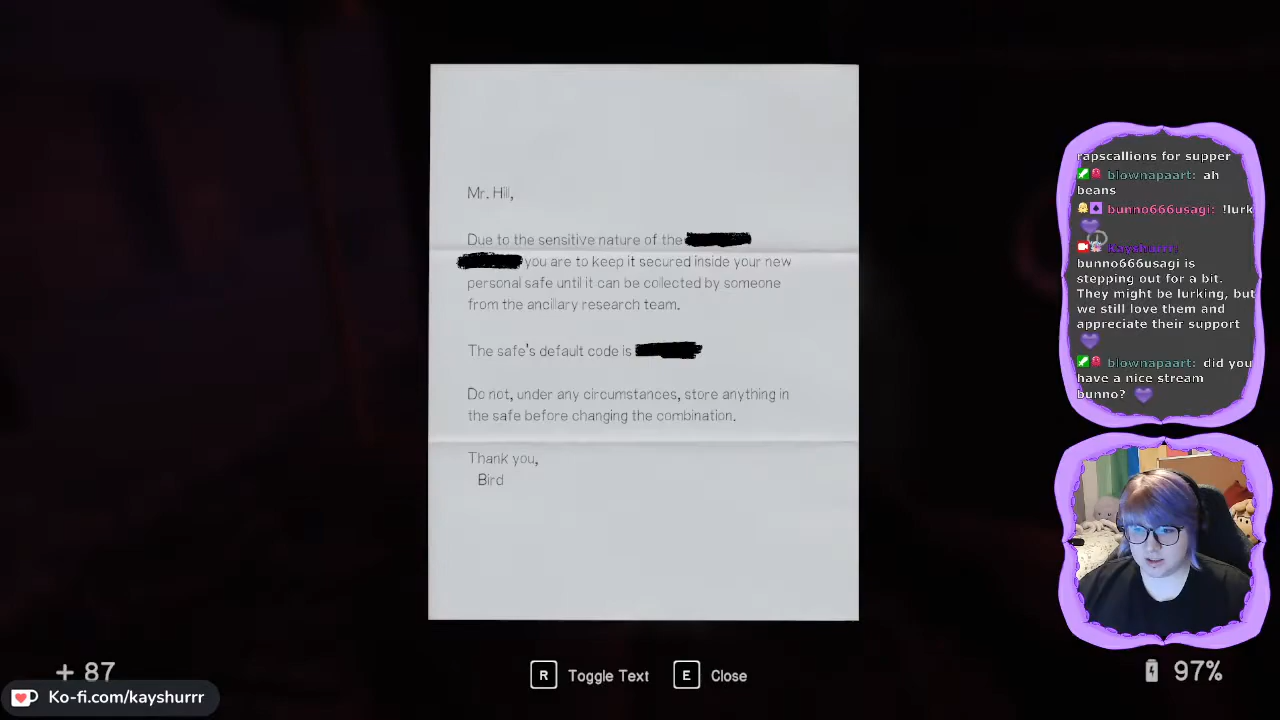 Mr. Hill,
Due to the sensitive nature of the
you are to keep it secured inside your new
personal safe until it can be collected by someone
from the ancillary research team.
The safe's default code is
Do not, under any circumstances, store anything in
the safe before changing the combination.
Thank you,
Bird
+ 87
R Toggle Text E Close
97%
Ko-fi.com/kayshurrr
rapscallions for supper
blownapaart: ah
beans
bunno666usagi: !lurk
Kayshurrr:
bunno666usagi is
stepping out for a bit.
They might be lurking, but
we still love them and
appreciate their support
blownapaart: did you
have a nice stream
bunno?